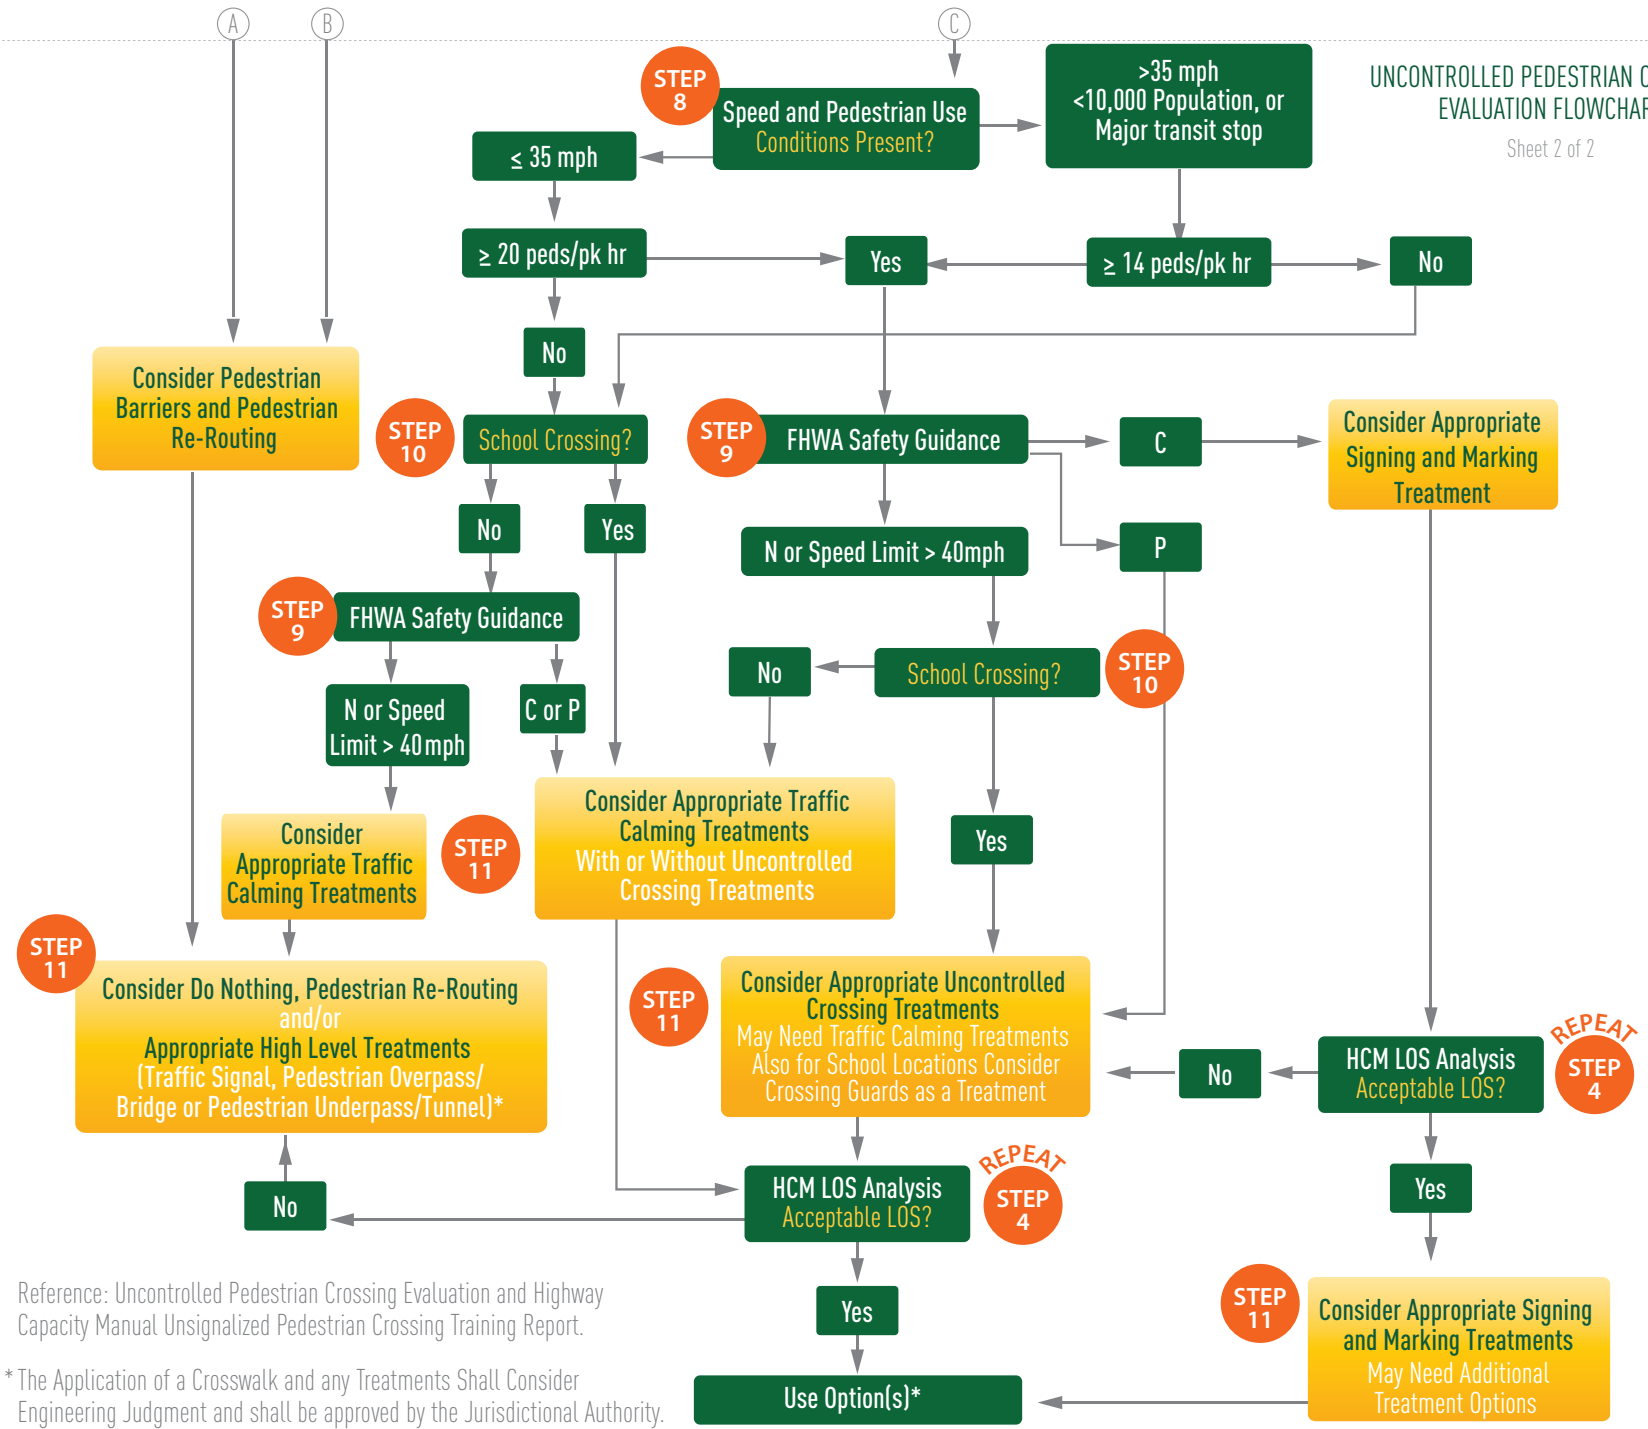 A
B
C
UNCONTROLLED PEDESTRIAN
EVALUATION
Sheet 2 of 2
STEP
8
Speed and Pedestrian Use
Conditions Present?
>35 mph
<10,000 Population, or
Major transit stop
≤ 35 mph
≥ 20 peds/pk hr
Yes
≥ 14 peds/pk hr
No
No
Consider Pedestrian
Barriers and Pedestrian
Re-Routing
STEP
10
School Crossing?
STEP
9
FHWA Safety Guidance
C
Consider Appropriate
Signing and Marking
Treatment
No
Yes
N or Speed Limit > 40mph
P
STEP
9
FHWA Safety Guidance
No
School Crossing?
STEP
10
N or Speed
Limit > 40mph
C or P
Consider
Appropriate Traffic
Calming Treatments
STEP
11
Consider Appropriate Traffic
Calming Treatments
With or Without Uncontrolled
Crossing Treatments
Yes
STEP
11
Consider Do Nothing, Pedestrian Re-Routing
and/or
Appropriate High Level Treatments
(Traffic Signal, Pedestrian Overpass/
Bridge or Pedestrian Underpass/Tunnel)*
STEP
11
Consider Appropriate Uncontrolled
Crossing Treatments
May Need Traffic Calming Treatments
Also for School Locations Consider
Crossing Guards as a Treatment
No
HCM LOS Analysis
Acceptable LOS?
REPEAT
STEP
4
No
HCM LOS Analysis
Acceptable LOS?
REPEAT
STEP
4
Yes
Yes
STEP
11
Consider Appropriate Signing
and Marking Treatments
May Need Additional
Treatment Options
Use Option(s)*
Reference: Uncontrolled Pedestrian Crossing Evaluation and Highway
Capacity Manual Unsignalized Pedestrian Crossing Training Report.
* The Application of a Crosswalk and any Treatments Shall Consider
Engineering Judgment and shall be approved by the Jurisdictional Authority.